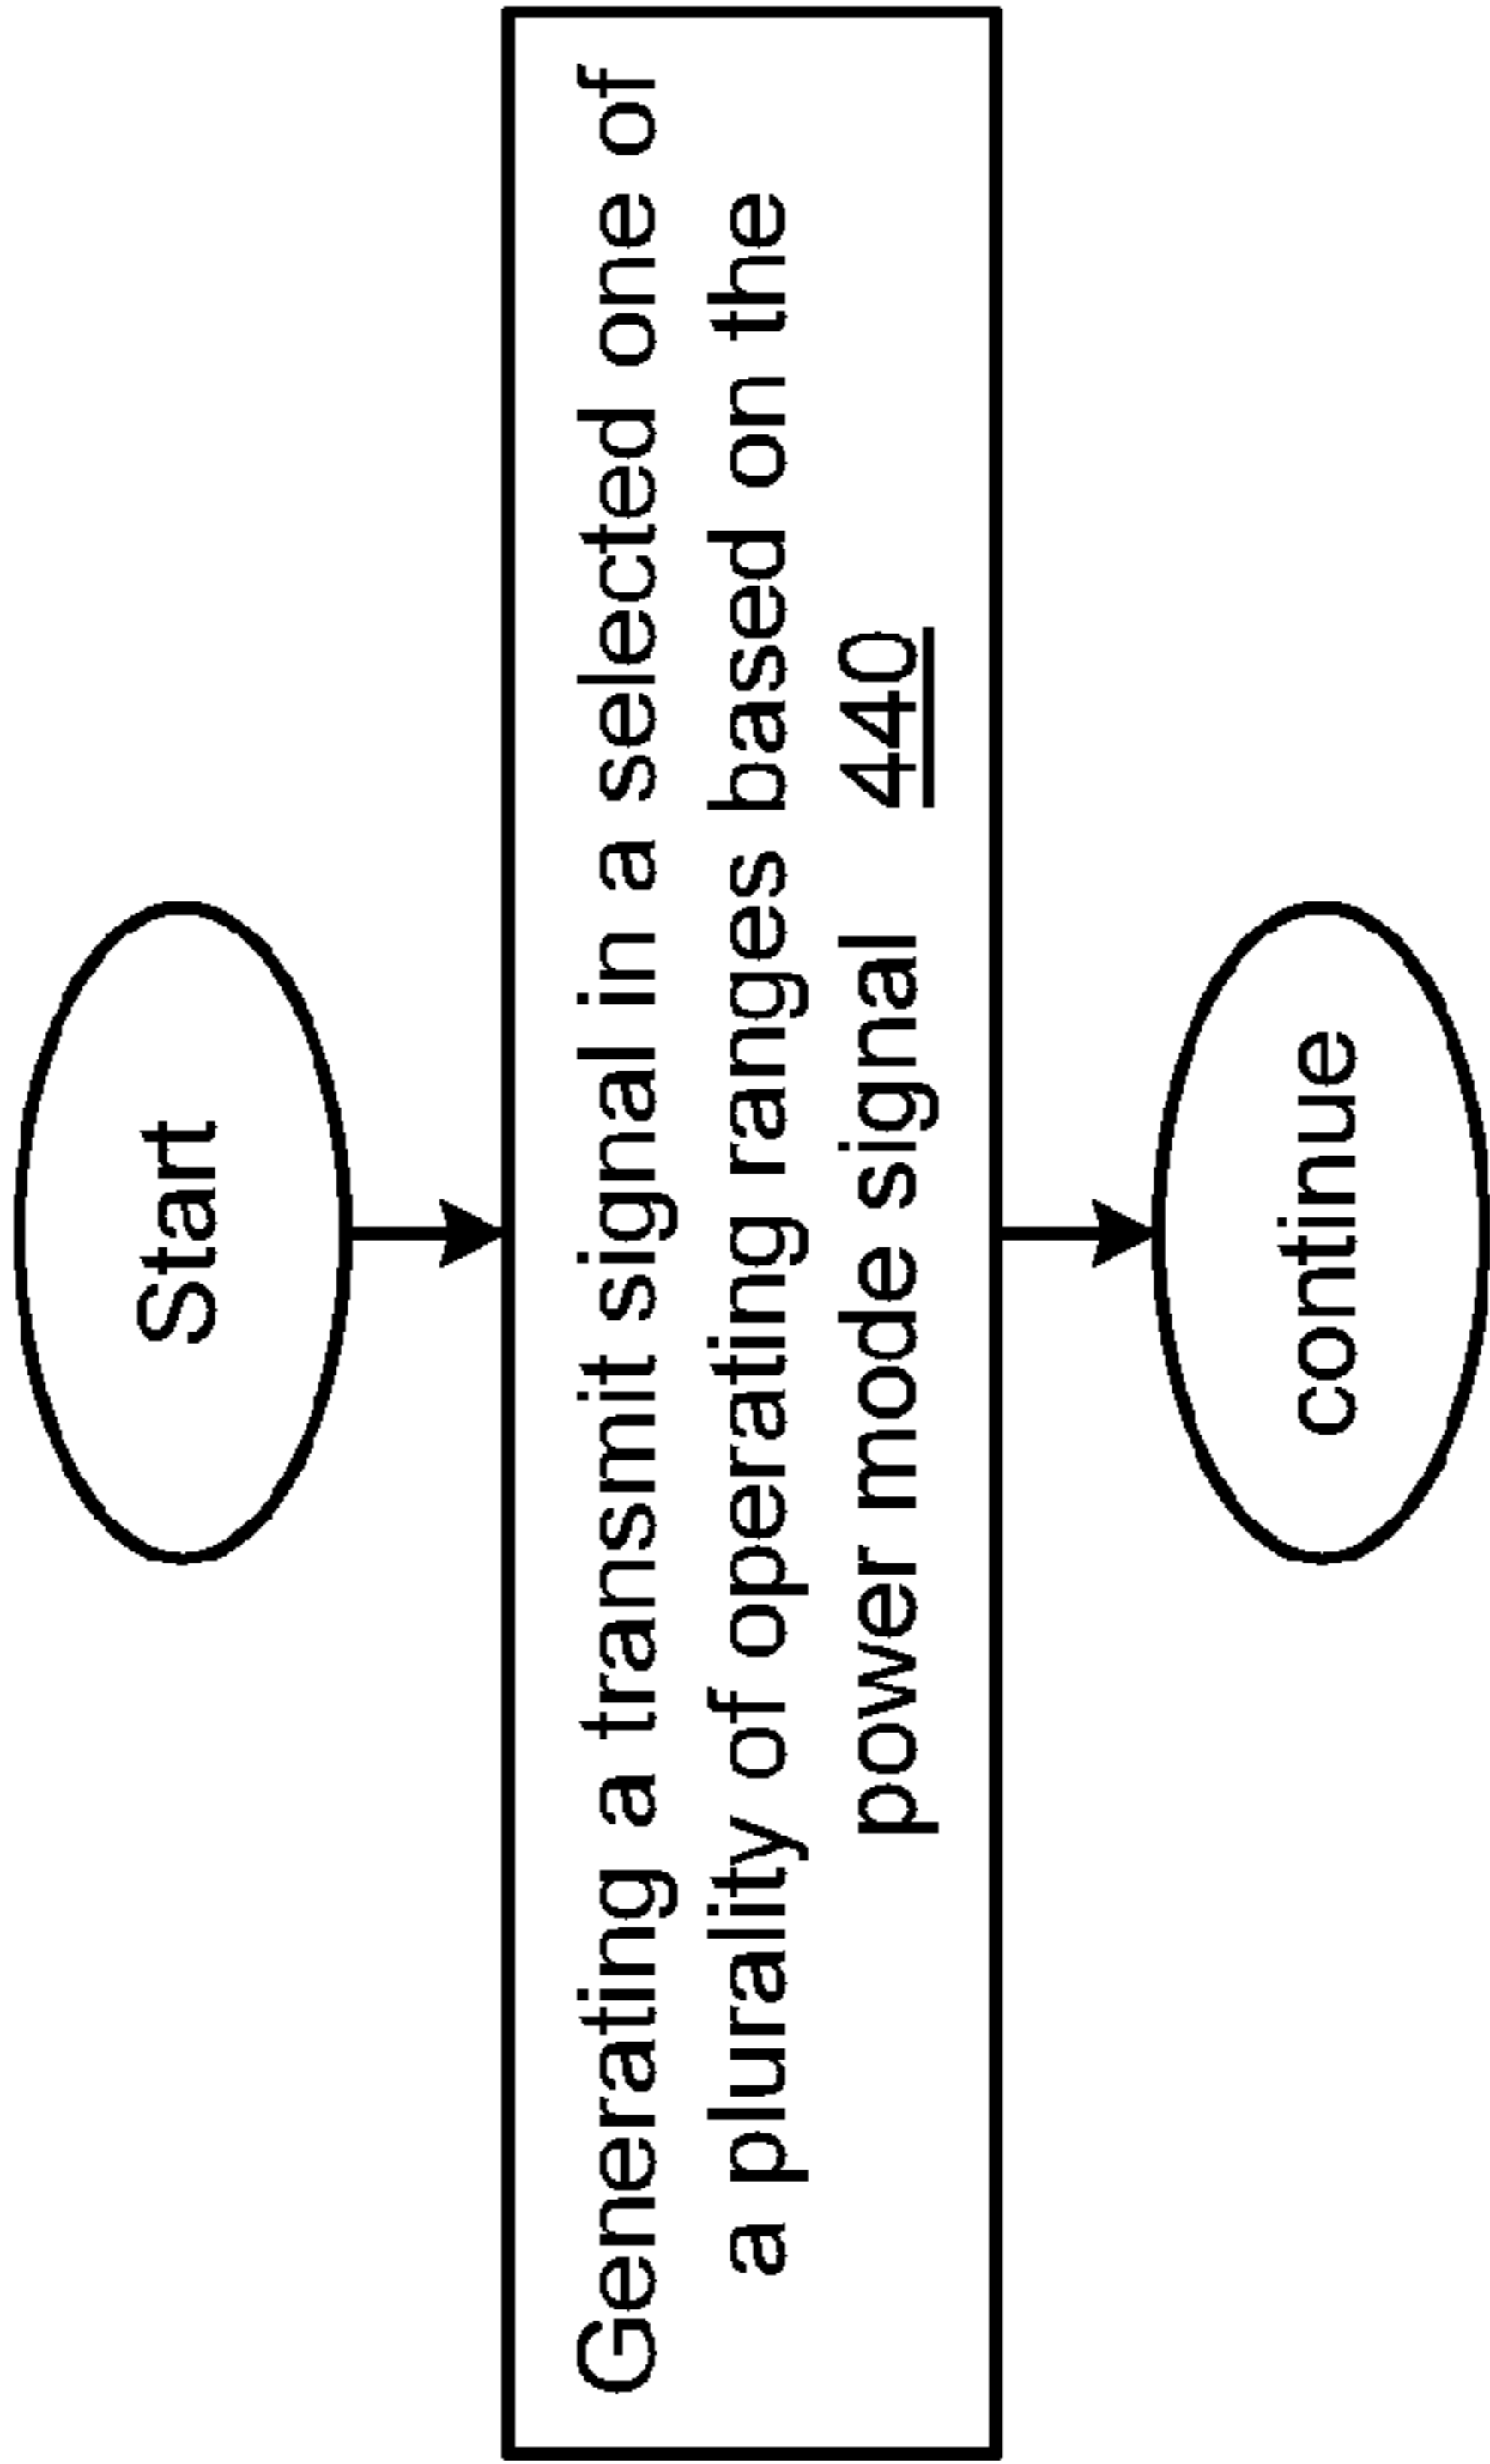 Start
Generating a transmit signal in a selected one of
a plurality of operating ranges based on the
power mode signal 440
continue